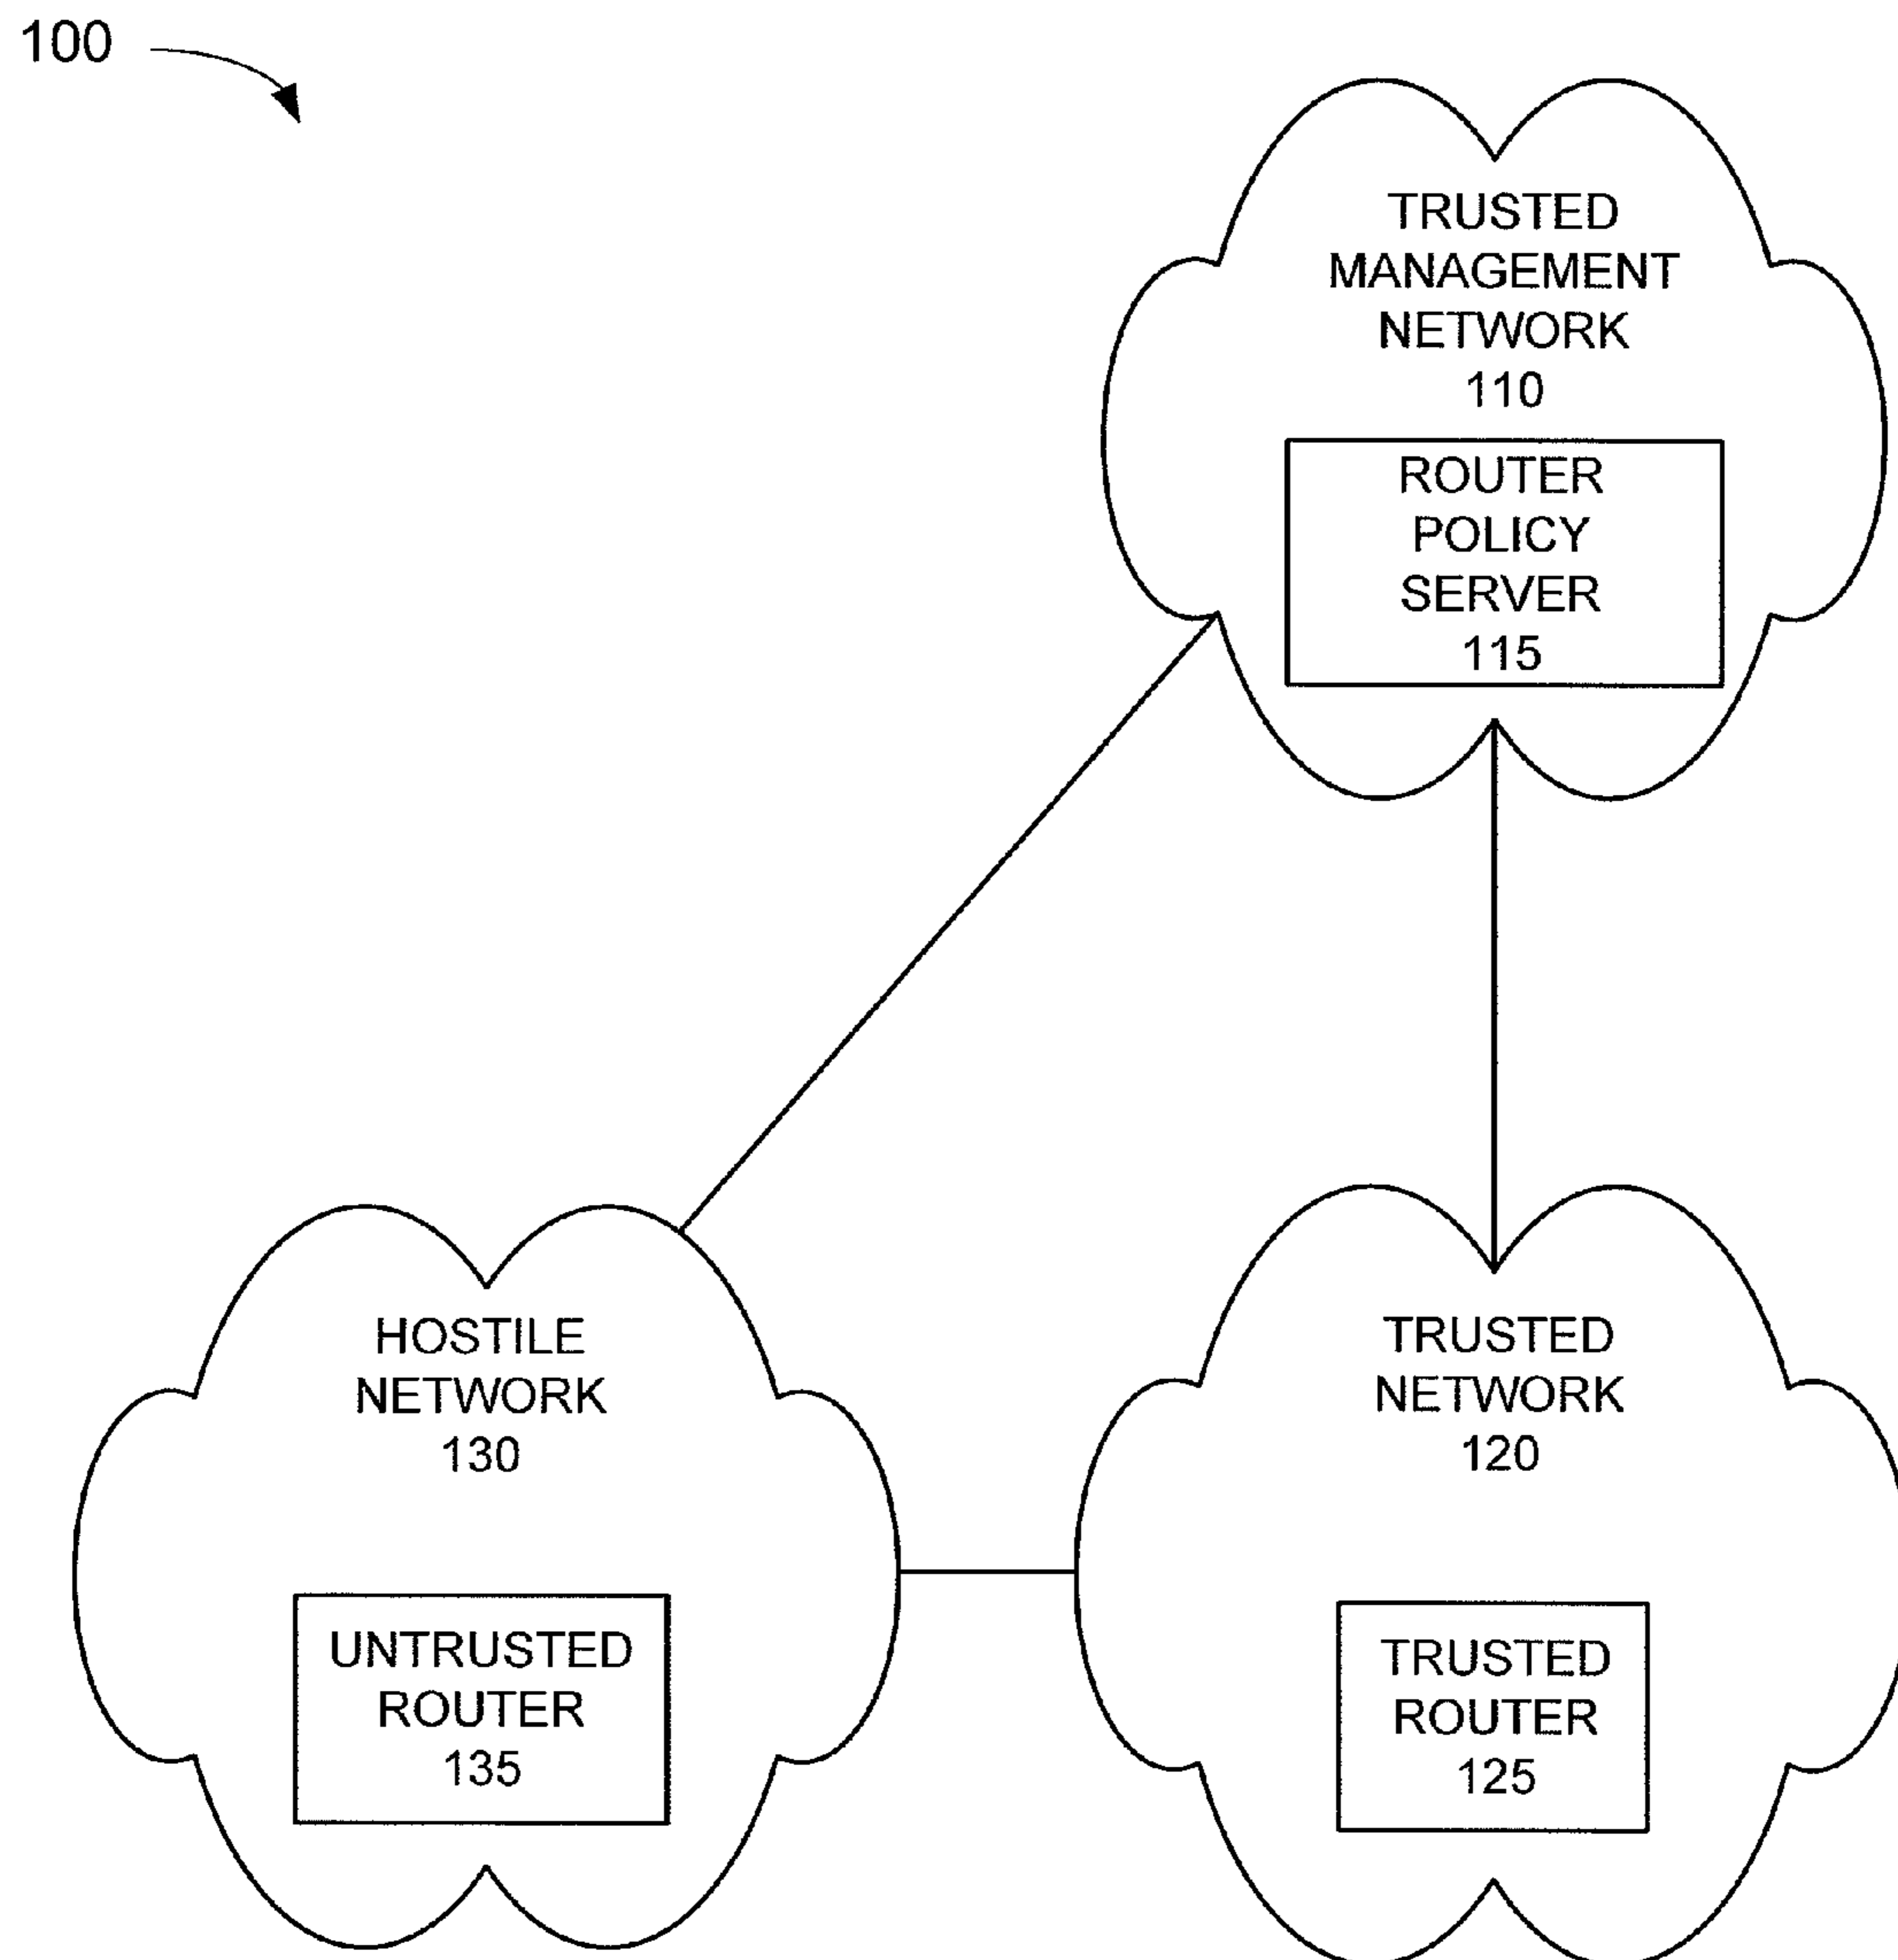 100
TRUSTED
MANAGEMENT
NETWORK
110
ROUTER
POLICY
SERVER
115
HOSTILE
NETWORK
130
UNTRUSTED
ROUTER
135
TRUSTED
NETWORK
120
TRUSTED
ROUTER
125